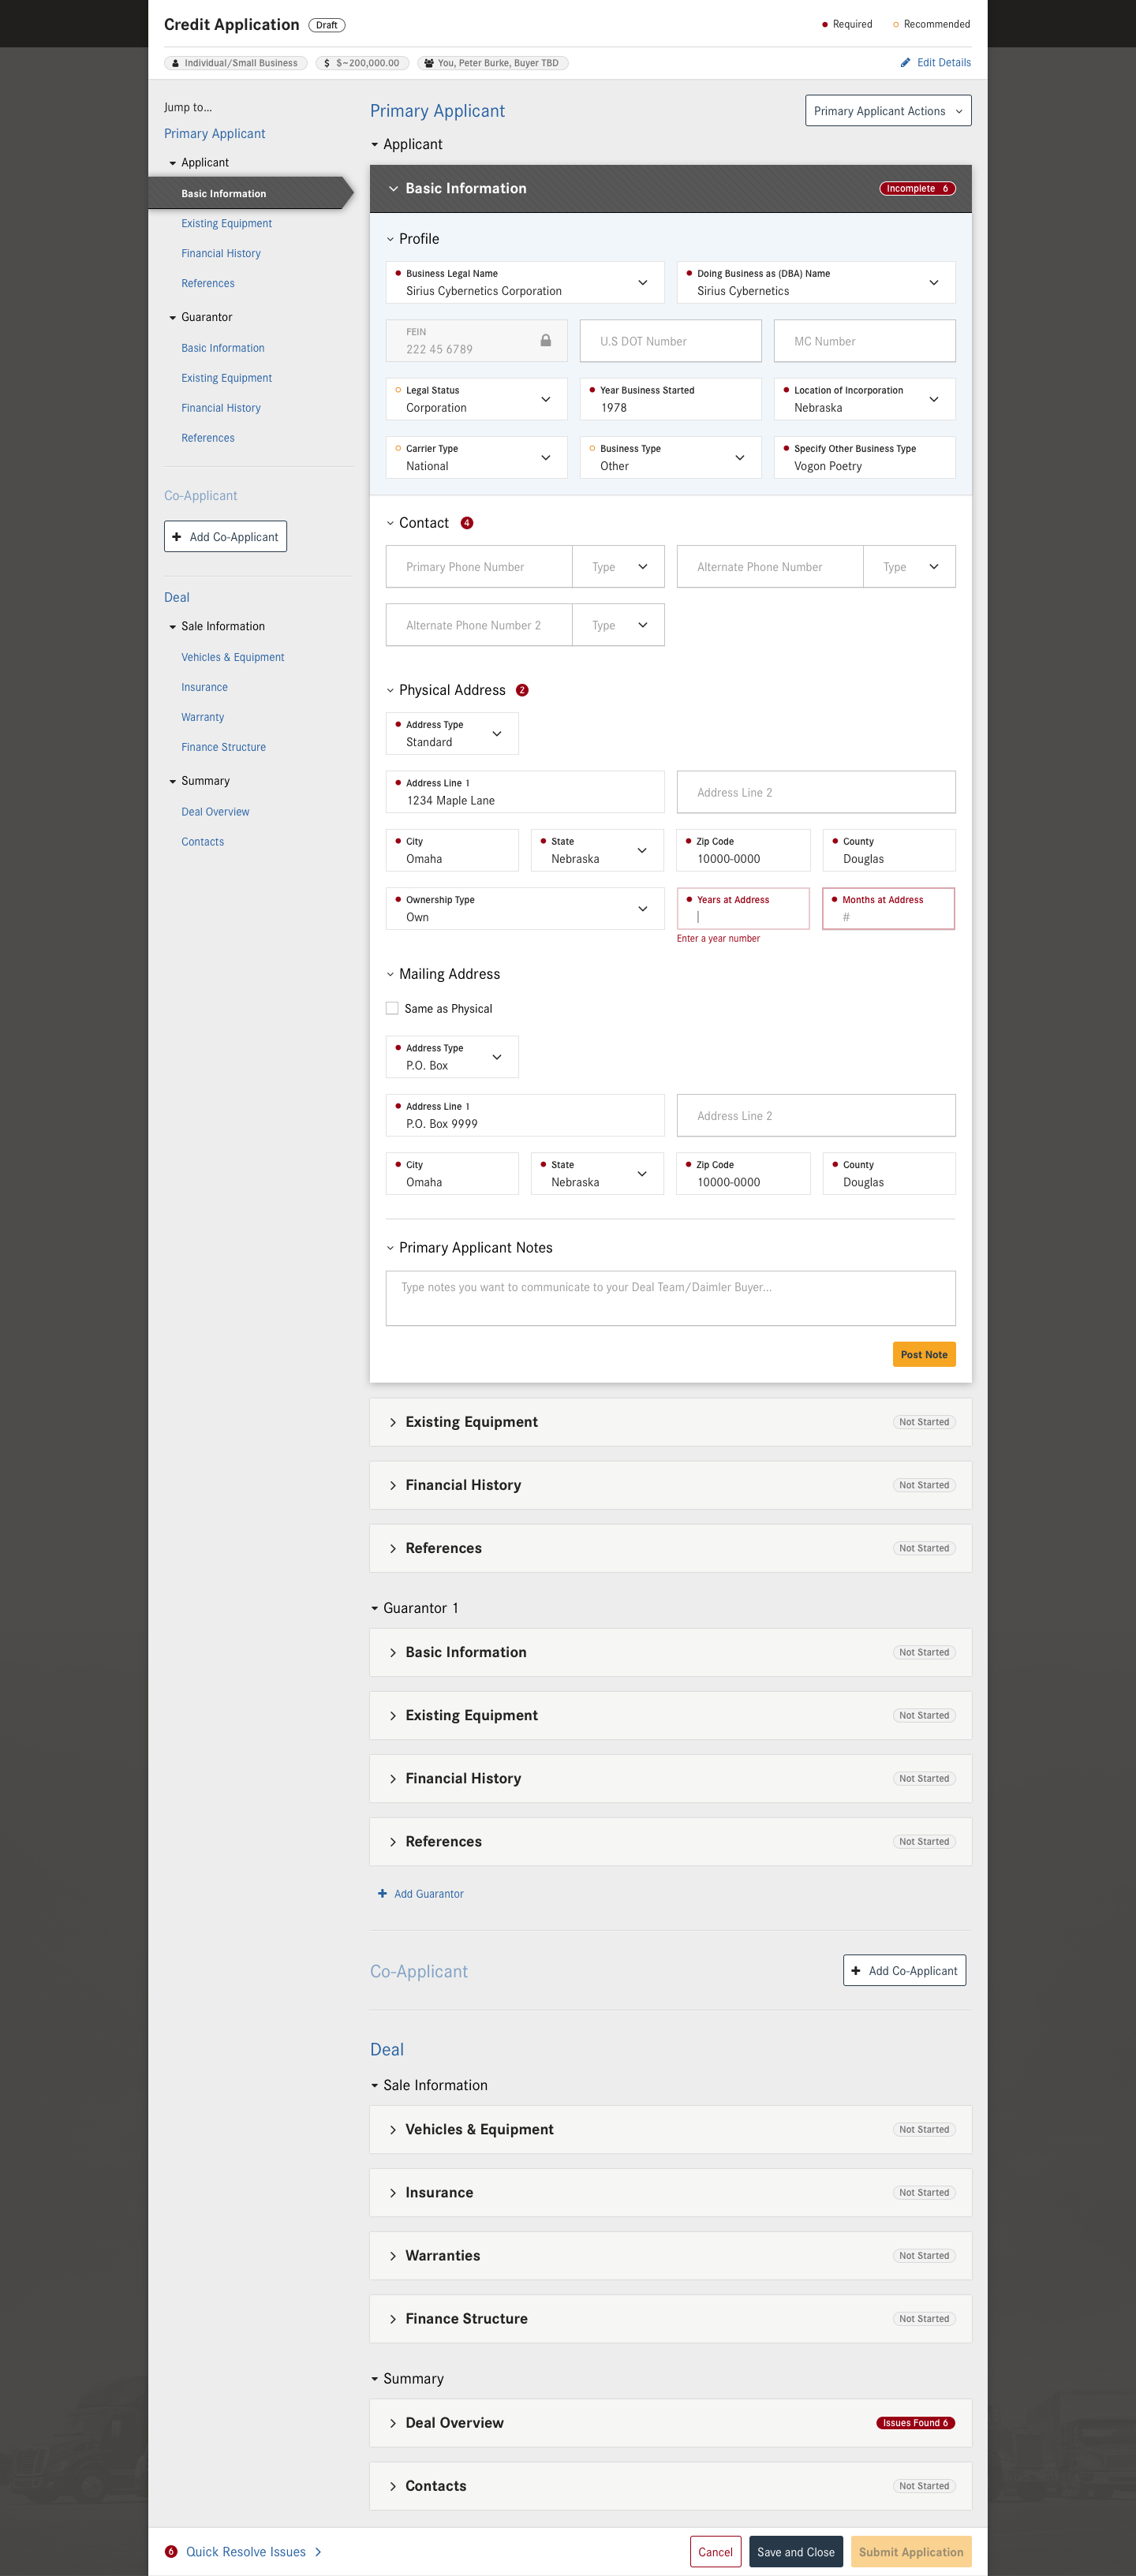 Credit Application Draft
Required Recommended
Individual/Small Business $~200,000.00 You, Peter Burke, Buyer TBD Edit Details
Jump to...
Primary Applicant
Applicant
Basic Information
Existing Equipment
Financial History
References
Guarantor
Basic Information
Existing Equipment
Financial History
References
Co-Applicant
Add Co-Applicant
Deal
Sale Information
Vehicles & Equipment
Insurance
Warranty
Finance Structure
Summary
Deal Overview
Contacts
Primary Applicant Primary Applicant Actions
Applicant
Basic Information Incomplete 6
Profile
Business Legal Name
Sirius Cybernetics Corporation
Doing Business as (DBA) Name
Sirius Cybernetics
FEIN
222 45 6789
U.S DOT Number
MC Number
Legal Status
Corporation
Year Business Started
1978
Location of Incorporation
Nebraska
Carrier Type
National
Business Type
Other
Specify Other Business Type
Vogon Poetry
Contact 4
Primary Phone Number Type
Alternate Phone Number Type
Alternate Phone Number 2 Type
Physical Address 2
Address Type
Standard
Address Line 1
1234 Maple Lane
Address Line 2
City
Omaha
State
Nebraska
Zip Code
10000-0000
County
Douglas
Ownership Type
Own
Years at Address
Enter a year number
Months at Address
#
Mailing Address
Same as Physical
Address Type
P.O. Box
Address Line 1
P.O. Box 9999
Address Line 2
City
Omaha
State
Nebraska
Zip Code
10000-0000
County
Douglas
Primary Applicant Notes
Type notes you want to communicate to your Deal Team/Daimler Buyer...
Post Note
Existing Equipment Not Started
Financial History Not Started
References Not Started
Guarantor 1
Basic Information Not Started
Existing Equipment Not Started
Financial History Not Started
References Not Started
Add Guarantor
Co-Applicant Add Co-Applicant
Deal
Sale Information
Vehicles & Equipment Not Started
Insurance Not Started
Warranties Not Started
Finance Structure Not Started
Summary
Deal Overview Issues Found 6
Contacts Not Started
6 Quick Resolve Issues Cancel Save and Close Submit Application